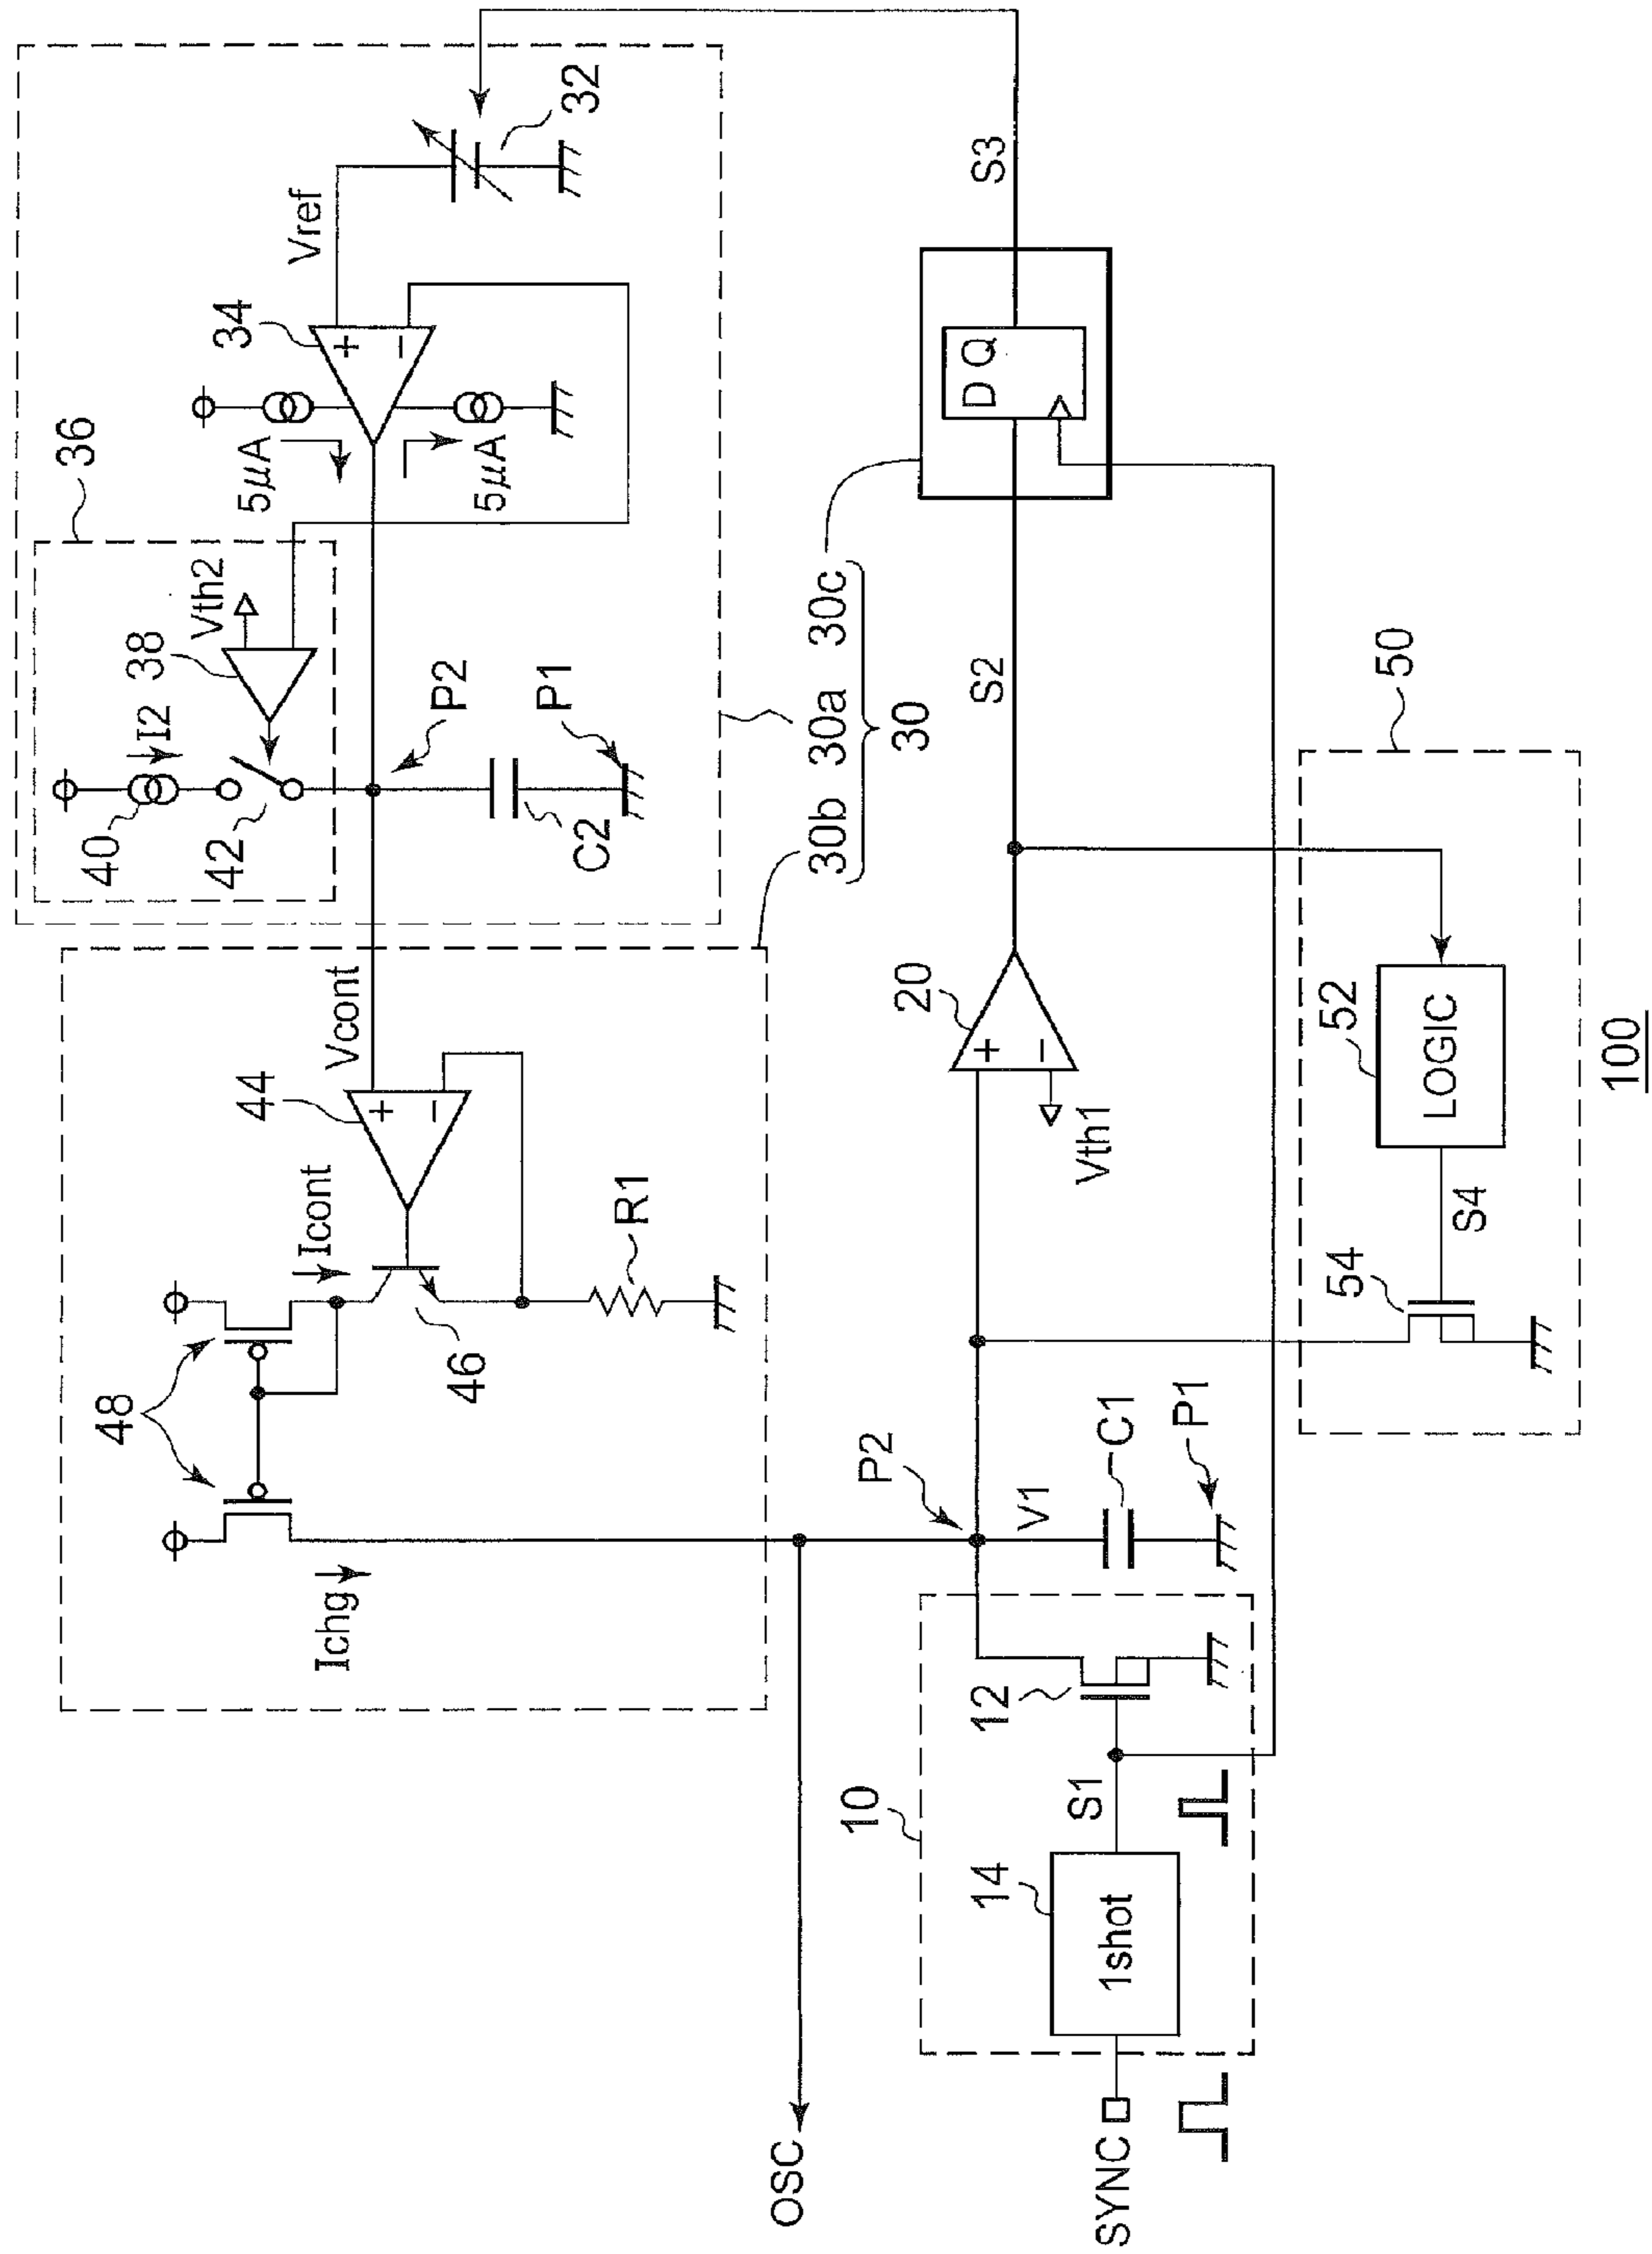 SYNC
14
1shot
10
S1
12
OSC
P2
V1
C1
P1
Ichg
48
Icont
46
R1
44
Vcont
+
−
20
+
−
Vth1
54
S4
52
LOGIC
50
S2
30b 30a 30c
30
D Q
S3
36
40
I2
42
38
Vth2
P2
C2
P1
5μA
5μA
34
+
−
Vref
32
100